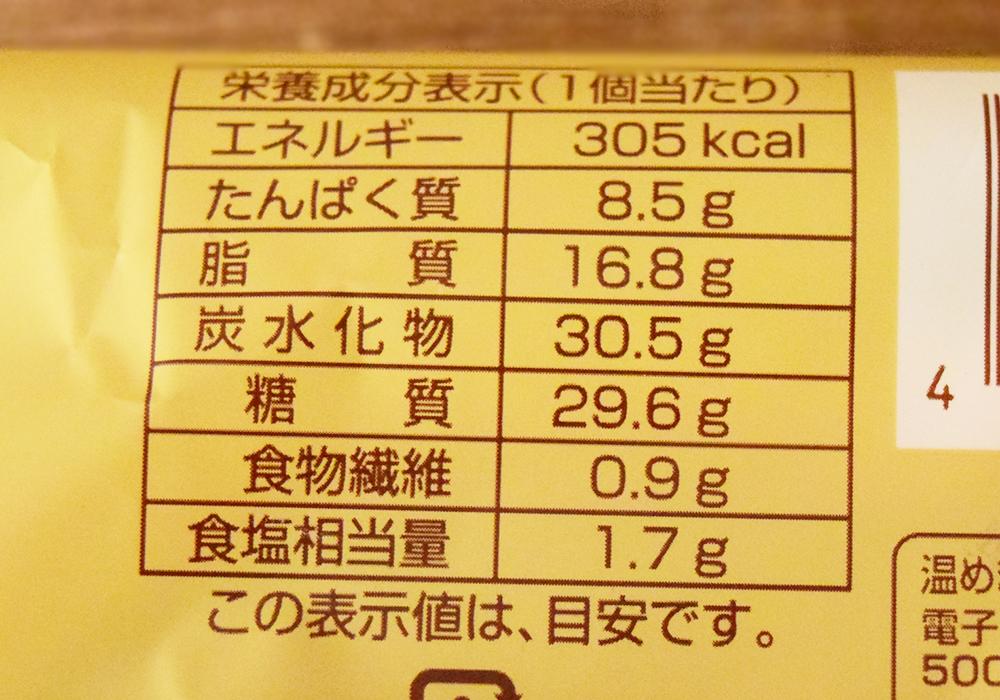 栄養成分表示(1個当たり)
エネルギー 305 kcal
たんぱく質 8.5 g
脂質 16.8 g
炭水化物 30.5 g
糖質 29.6 g
食物繊維 0.9 g
食塩相当量 1.7 g
この表示値は、目安です。
4
温め
電子
500